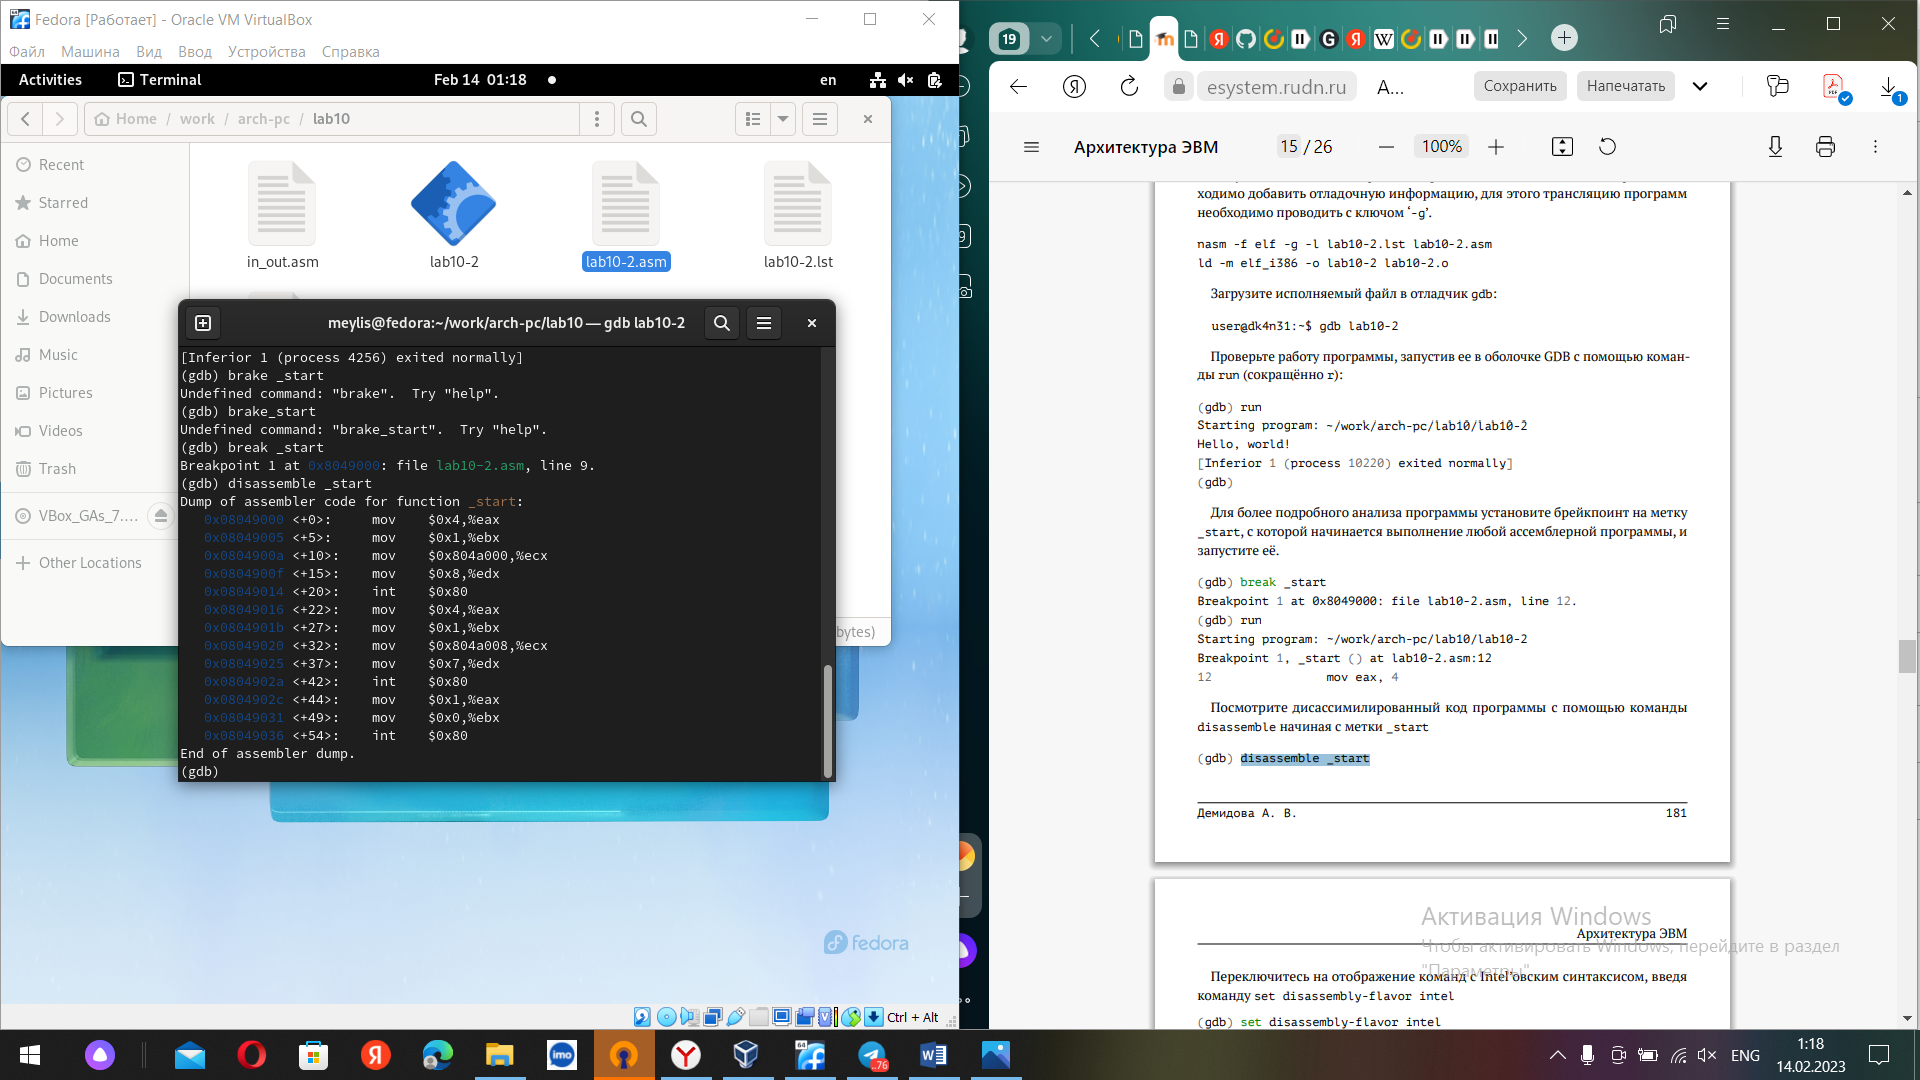 Fedora [Работает] - Oracle VM VirtualBox
Файл Машина Вид Ввод Устройства Справка
Activities Terminal Feb 14 01:18 en
Home / work / arch-pc / lab10
Recent
Starred
Home
Documents
Downloads
Music
Pictures
Videos
Trash
VBox_GAs_7....
Other Locations
in_out.asm lab10-2 lab10-2.asm lab10-2.lst
bytes)
meylis@fedora:~/work/arch-pc/lab10 — gdb lab10-2
[Inferior 1 (process 4256) exited normally]
(gdb) brake _start
Undefined command: "brake".  Try "help".
(gdb) brake_start
Undefined command: "brake_start".  Try "help".
(gdb) break _start
Breakpoint 1 at 0x8049000: file lab10-2.asm, line 9.
(gdb) disassemble _start
Dump of assembler code for function _start:
0x08049000 <+0>: mov $0x4,%eax
0x08049005 <+5>: mov $0x1,%ebx
0x0804900a <+10>: mov $0x804a000,%ecx
0x0804900f <+15>: mov $0x8,%edx
0x08049014 <+20>: int $0x80
0x08049016 <+22>: mov $0x4,%eax
0x0804901b <+27>: mov $0x1,%ebx
0x08049020 <+32>: mov $0x804a008,%ecx
0x08049025 <+37>: mov $0x7,%edx
0x0804902a <+42>: int $0x80
0x0804902c <+44>: mov $0x1,%eax
0x08049031 <+49>: mov $0x0,%ebx
0x08049036 <+54>: int $0x80
End of assembler dump.
(gdb)
fedora
Ctrl + Alt
19
esystem.rudn.ru А... Сохранить Напечатать
1
Архитектура ЭВМ 15 / 26 100%
ходимо добавить отладочную информацию, для этого трансляцию программ
необходимо проводить с ключом ‘-g’.
nasm -f elf -g -l lab10-2.lst lab10-2.asm
ld -m elf_i386 -o lab10-2 lab10-2.o
Загрузите исполняемый файл в отладчик gdb:
user@dk4n31:~$ gdb lab10-2
Проверьте работу программы, запустив ее в оболочке GDB с помощью коман-
ды run (сокращённо r):
(gdb) run
Starting program: ~/work/arch-pc/lab10/lab10-2
Hello, world!
[Inferior 1 (process 10220) exited normally]
(gdb)
Для более подробного анализа программы установите брейкпоинт на метку
_start, с которой начинается выполнение любой ассемблерной программы, и
запустите её.
(gdb) break _start
Breakpoint 1 at 0x8049000: file lab10-2.asm, line 12.
(gdb) run
Starting program: ~/work/arch-pc/lab10/lab10-2
Breakpoint 1, _start () at lab10-2.asm:12
12 mov eax, 4
Посмотрите дисассимилированный код программы с помощью команды
disassemble начиная с метки _start
(gdb) disassemble _start
Демидова А. В. 181
Архитектура ЭВМ
Переключитесь на отображение команд с Intel’овским синтаксисом, введя
команду set disassembly-flavor intel
(gdb) set disassembly-flavor intel
Активация Windows
Чтобы активировать Windows, перейдите в раздел
"Параметры"
imo
64
..76
ENG
1:18
14.02.2023